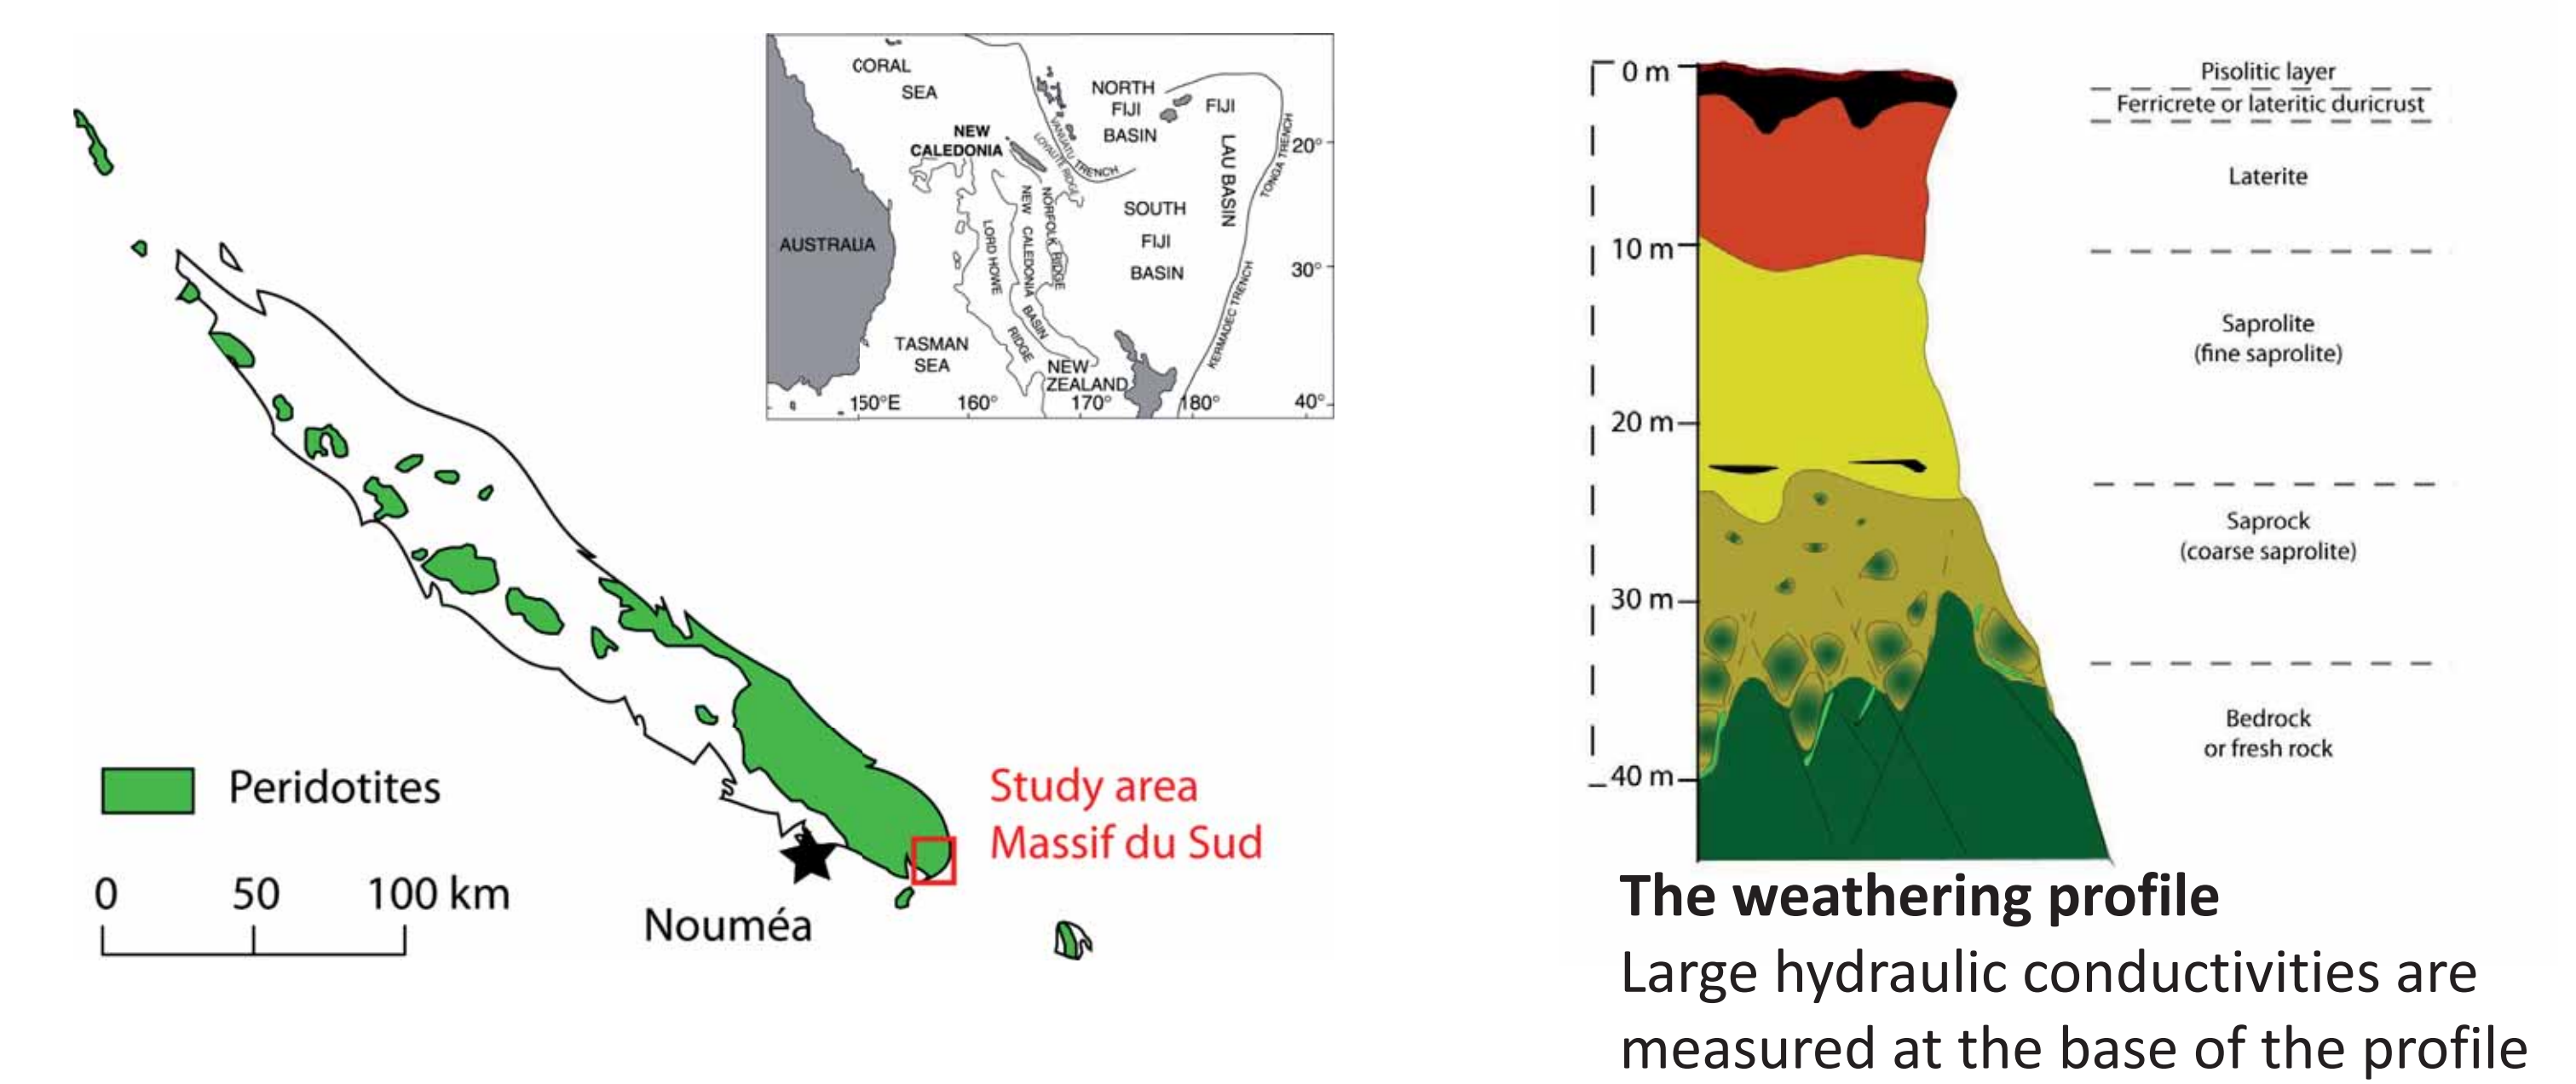 CORAL
SEA
NEW
CALEDONIA
NORTH
FIJI
BASIN
FIJI
VANUATU TRENCH
LOYALTE RIDGE
LAU BASIN
TONGA TRENCH
20°
AUSTRALIA
LORD HOWE
RIDGE
NEW CALEDONIA BASIN
NORFOLK RIDGE
SOUTH
FIJI
BASIN
30°
KERMADEC TRENCH
TASMAN
SEA
NEW
ZEALAND
150°E
160°
170°
180°
40°
Peridotites
0 50 100 km
Nouméa
Study area
Massif du Sud
0 m
10 m
20 m
30 m
40 m
Pisolitic layer
Ferricrete or lateritic duricrust
Laterite
Saprolite
(fine saprolite)
Saprock
(coarse saprolite)
Bedrock
or fresh rock
The weathering profile
Large hydraulic conductivities are
measured at the base of the profile